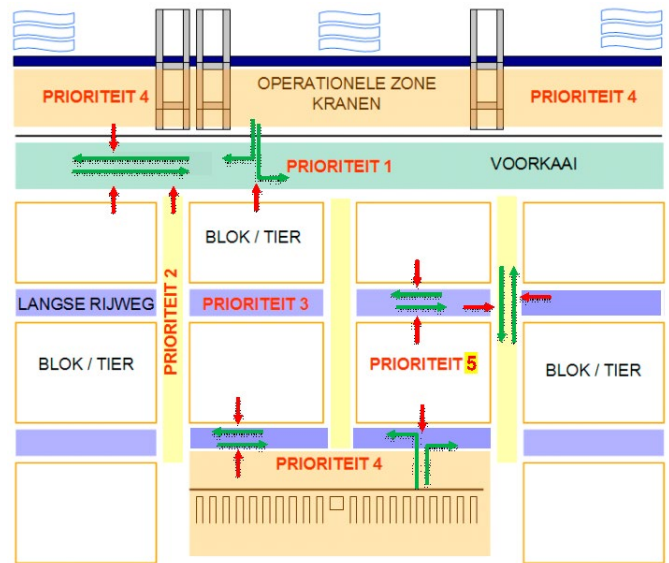 OPERATIONELE ZONE
KRANEN
PRIORITEIT 4
PRIORITEIT 4
PRIORITEIT 1
VOORKAAI
BLOK / TIER
PRIORITEIT 2
LANGSE RIJWEG
PRIORITEIT 3
BLOK / TIER
PRIORITEIT 5
BLOK / TIER
PRIORITEIT 4